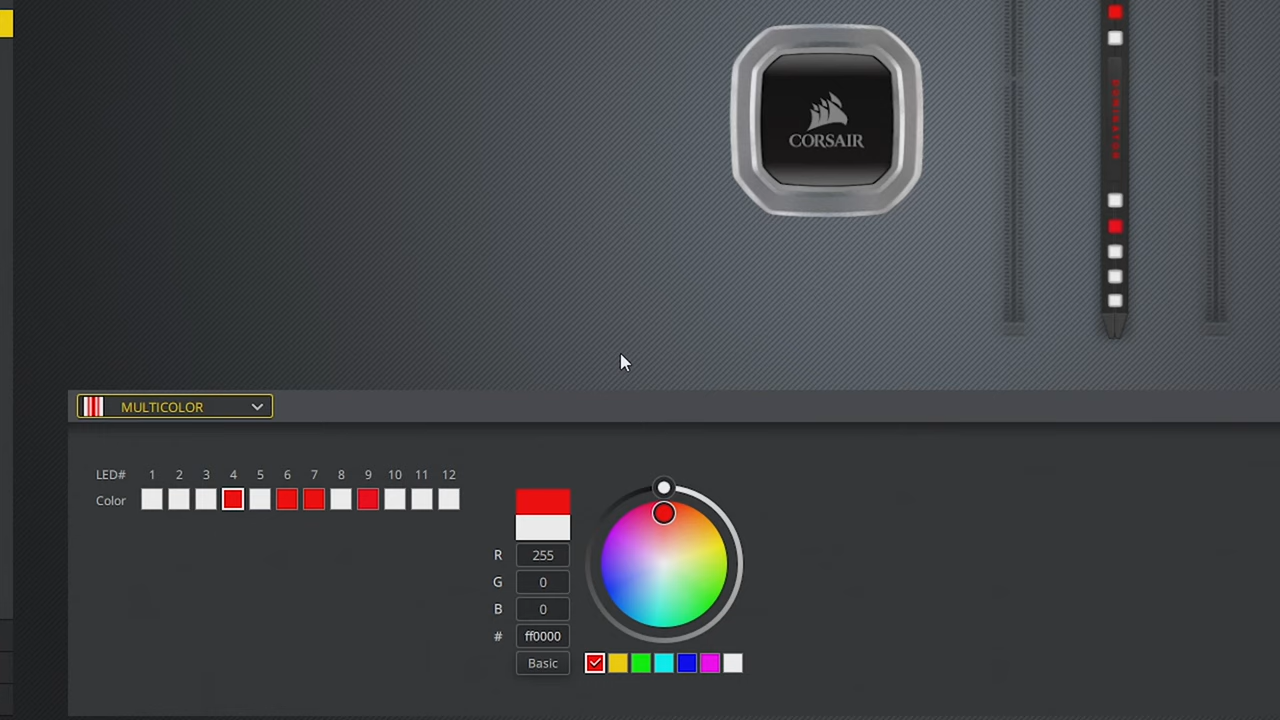 CORSAIR
DOMINATOR
MULTICOLOR
LED# 1 2 3 4 5 6 7 8 9 10 11 12
Color
R 255
G 0
B 0
# ff0000
Basic